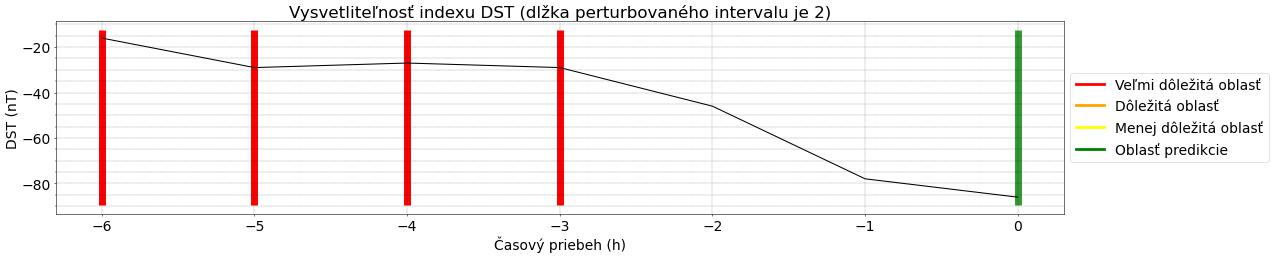 Vysvetliteľnosť indexu DST (dlžka perturbovaného intervalu je 2)
−20
−40
−60
−80
DST (nT)
−6 −5 −4 −3 −2 −1 0
Časový priebeh (h)
Veľmi dôležitá oblasť
Dôležitá oblasť
Menej dôležitá oblasť
Oblasť predikcie